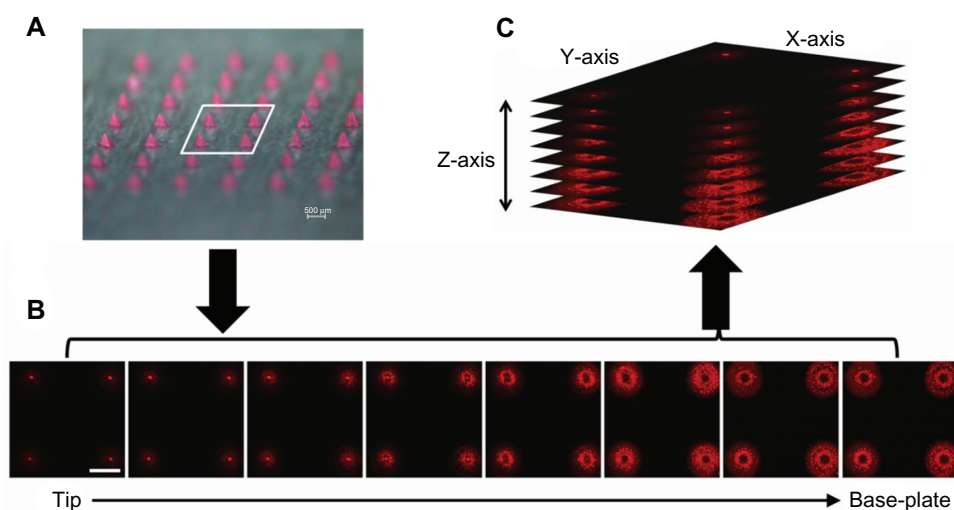 A
500 µm
C
Y-axis
X-axis
Z-axis
B
Tip
Base-plate